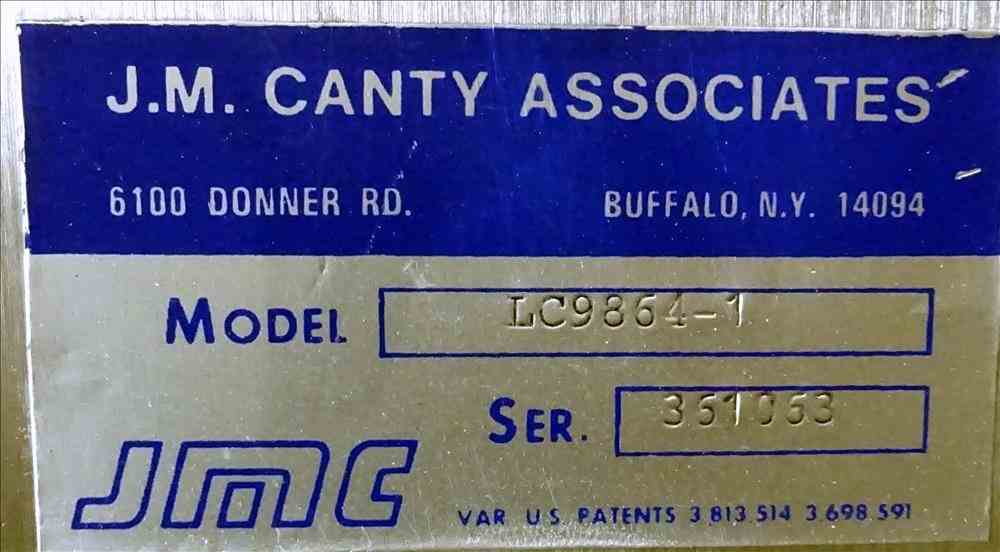 J.M. CANTY ASSOCIATES
6100 DONNER RD. BUFFALO, N.Y. 14094
MODEL LC9864-1
SER. 351053
JMC
VAR U S PATENTS 3 813 514 3 698 591